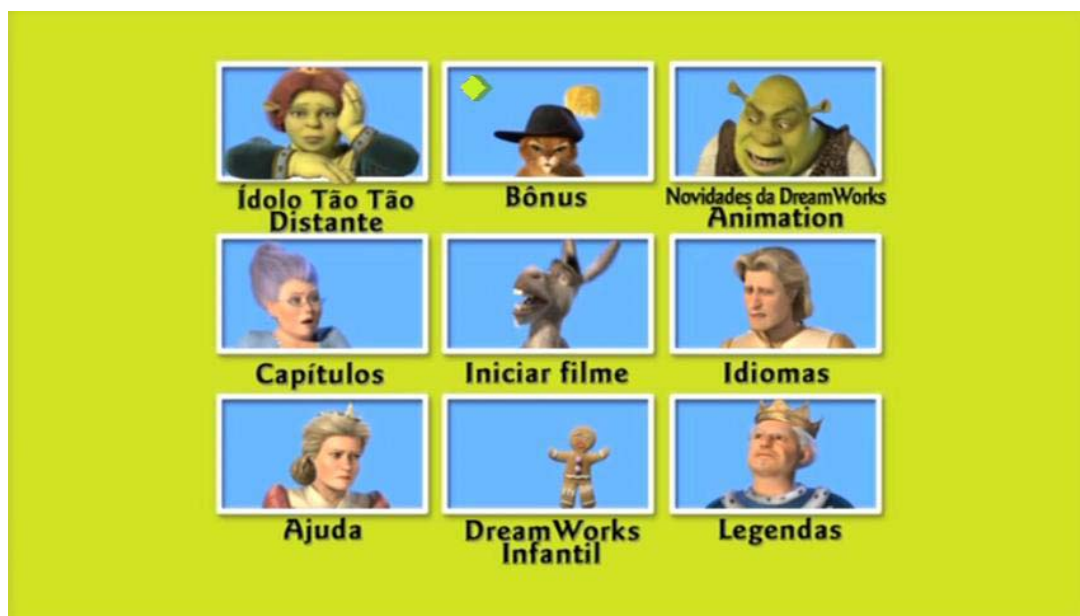 Ídolo Tão Tão
Distante
Bônus
Novidades da DreamWorks
Animation
Capítulos
Iniciar filme
Idiomas
Ajuda
DreamWorks
Infantil
Legendas